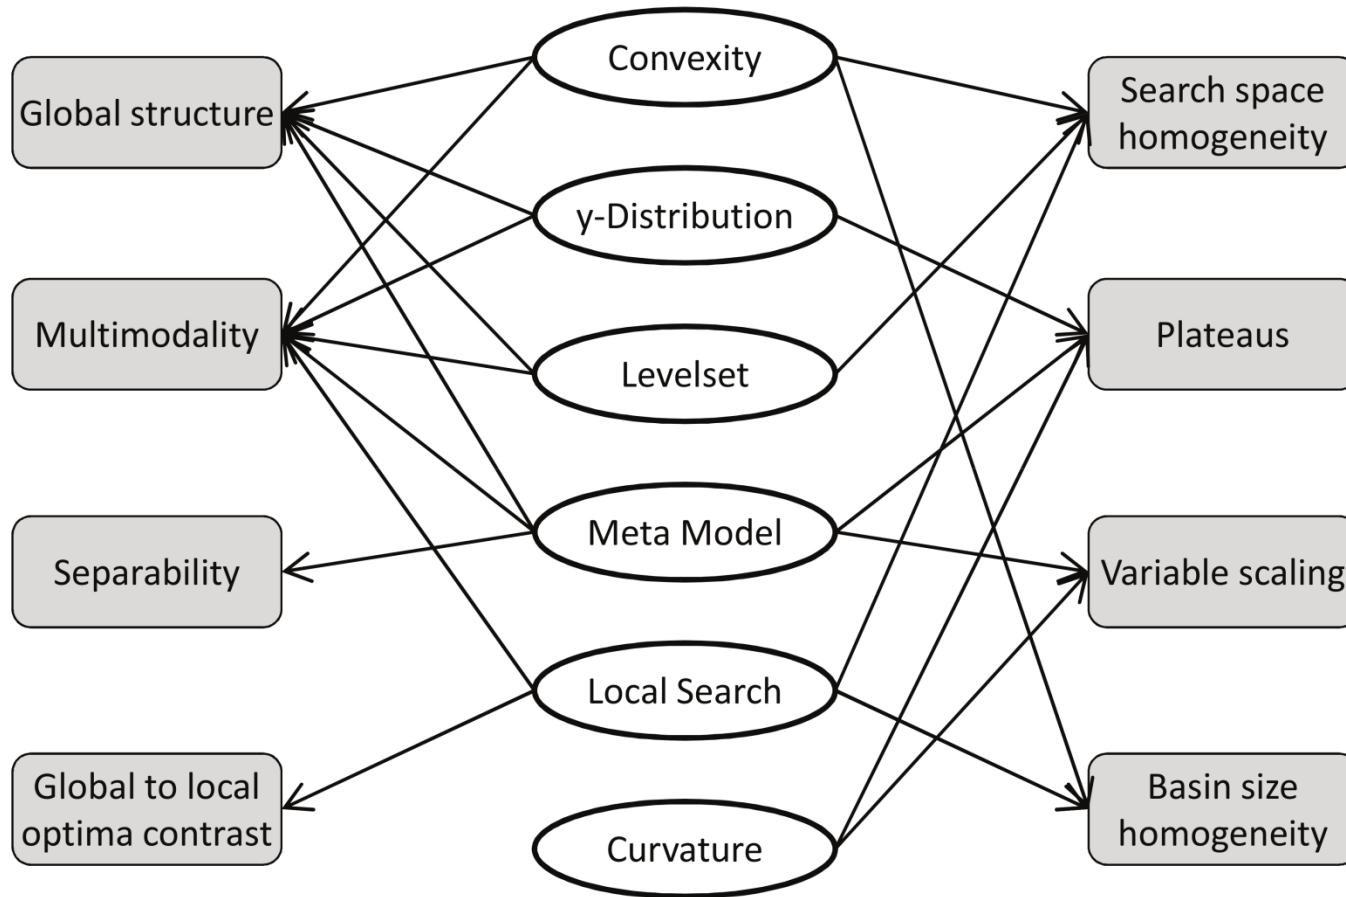 Convexity
Global structure
Search space
homogeneity
y-Distribution
Multimodality
Levelset
Plateaus
Separability
Meta Model
Variable scaling
Local Search
Global to local
optima contrast
Curvature
Basin size
homogeneity